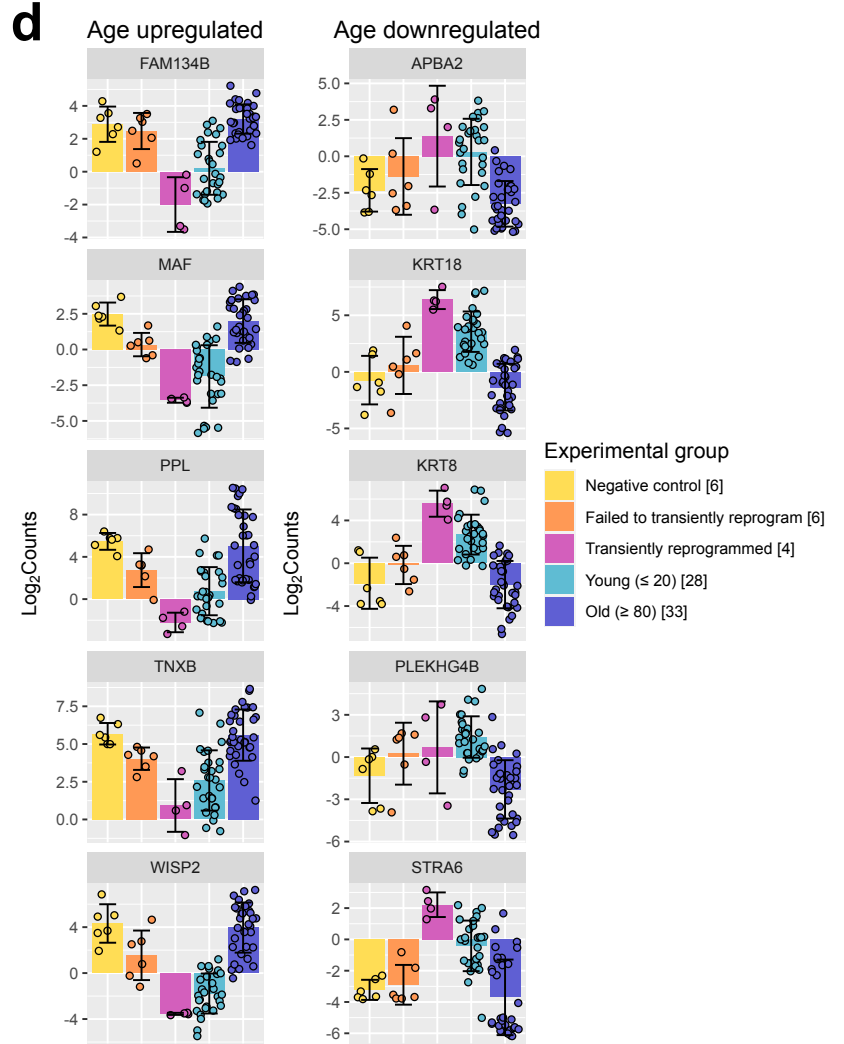 d
Age upregulated
Age downregulated
FAM134B
4
2
0
-2
-4
APBA2
5.0
2.5
0.0
-2.5
-5.0
MAF
2.5
0.0
-2.5
-5.0
KRT18
5
0
-5
PPL
8
4
0
KRT8
4
0
-4
TNXB
7.5
5.0
2.5
0.0
PLEKHG4B
3
0
-3
-6
WISP2
4
0
-4
STRA6
2
0
-2
-4
-6
Log₂Counts
Log₂Counts
Experimental group
Negative control [6]
Failed to transiently reprogram [6]
Transiently reprogrammed [4]
Young (≤ 20) [28]
Old (≥ 80) [33]